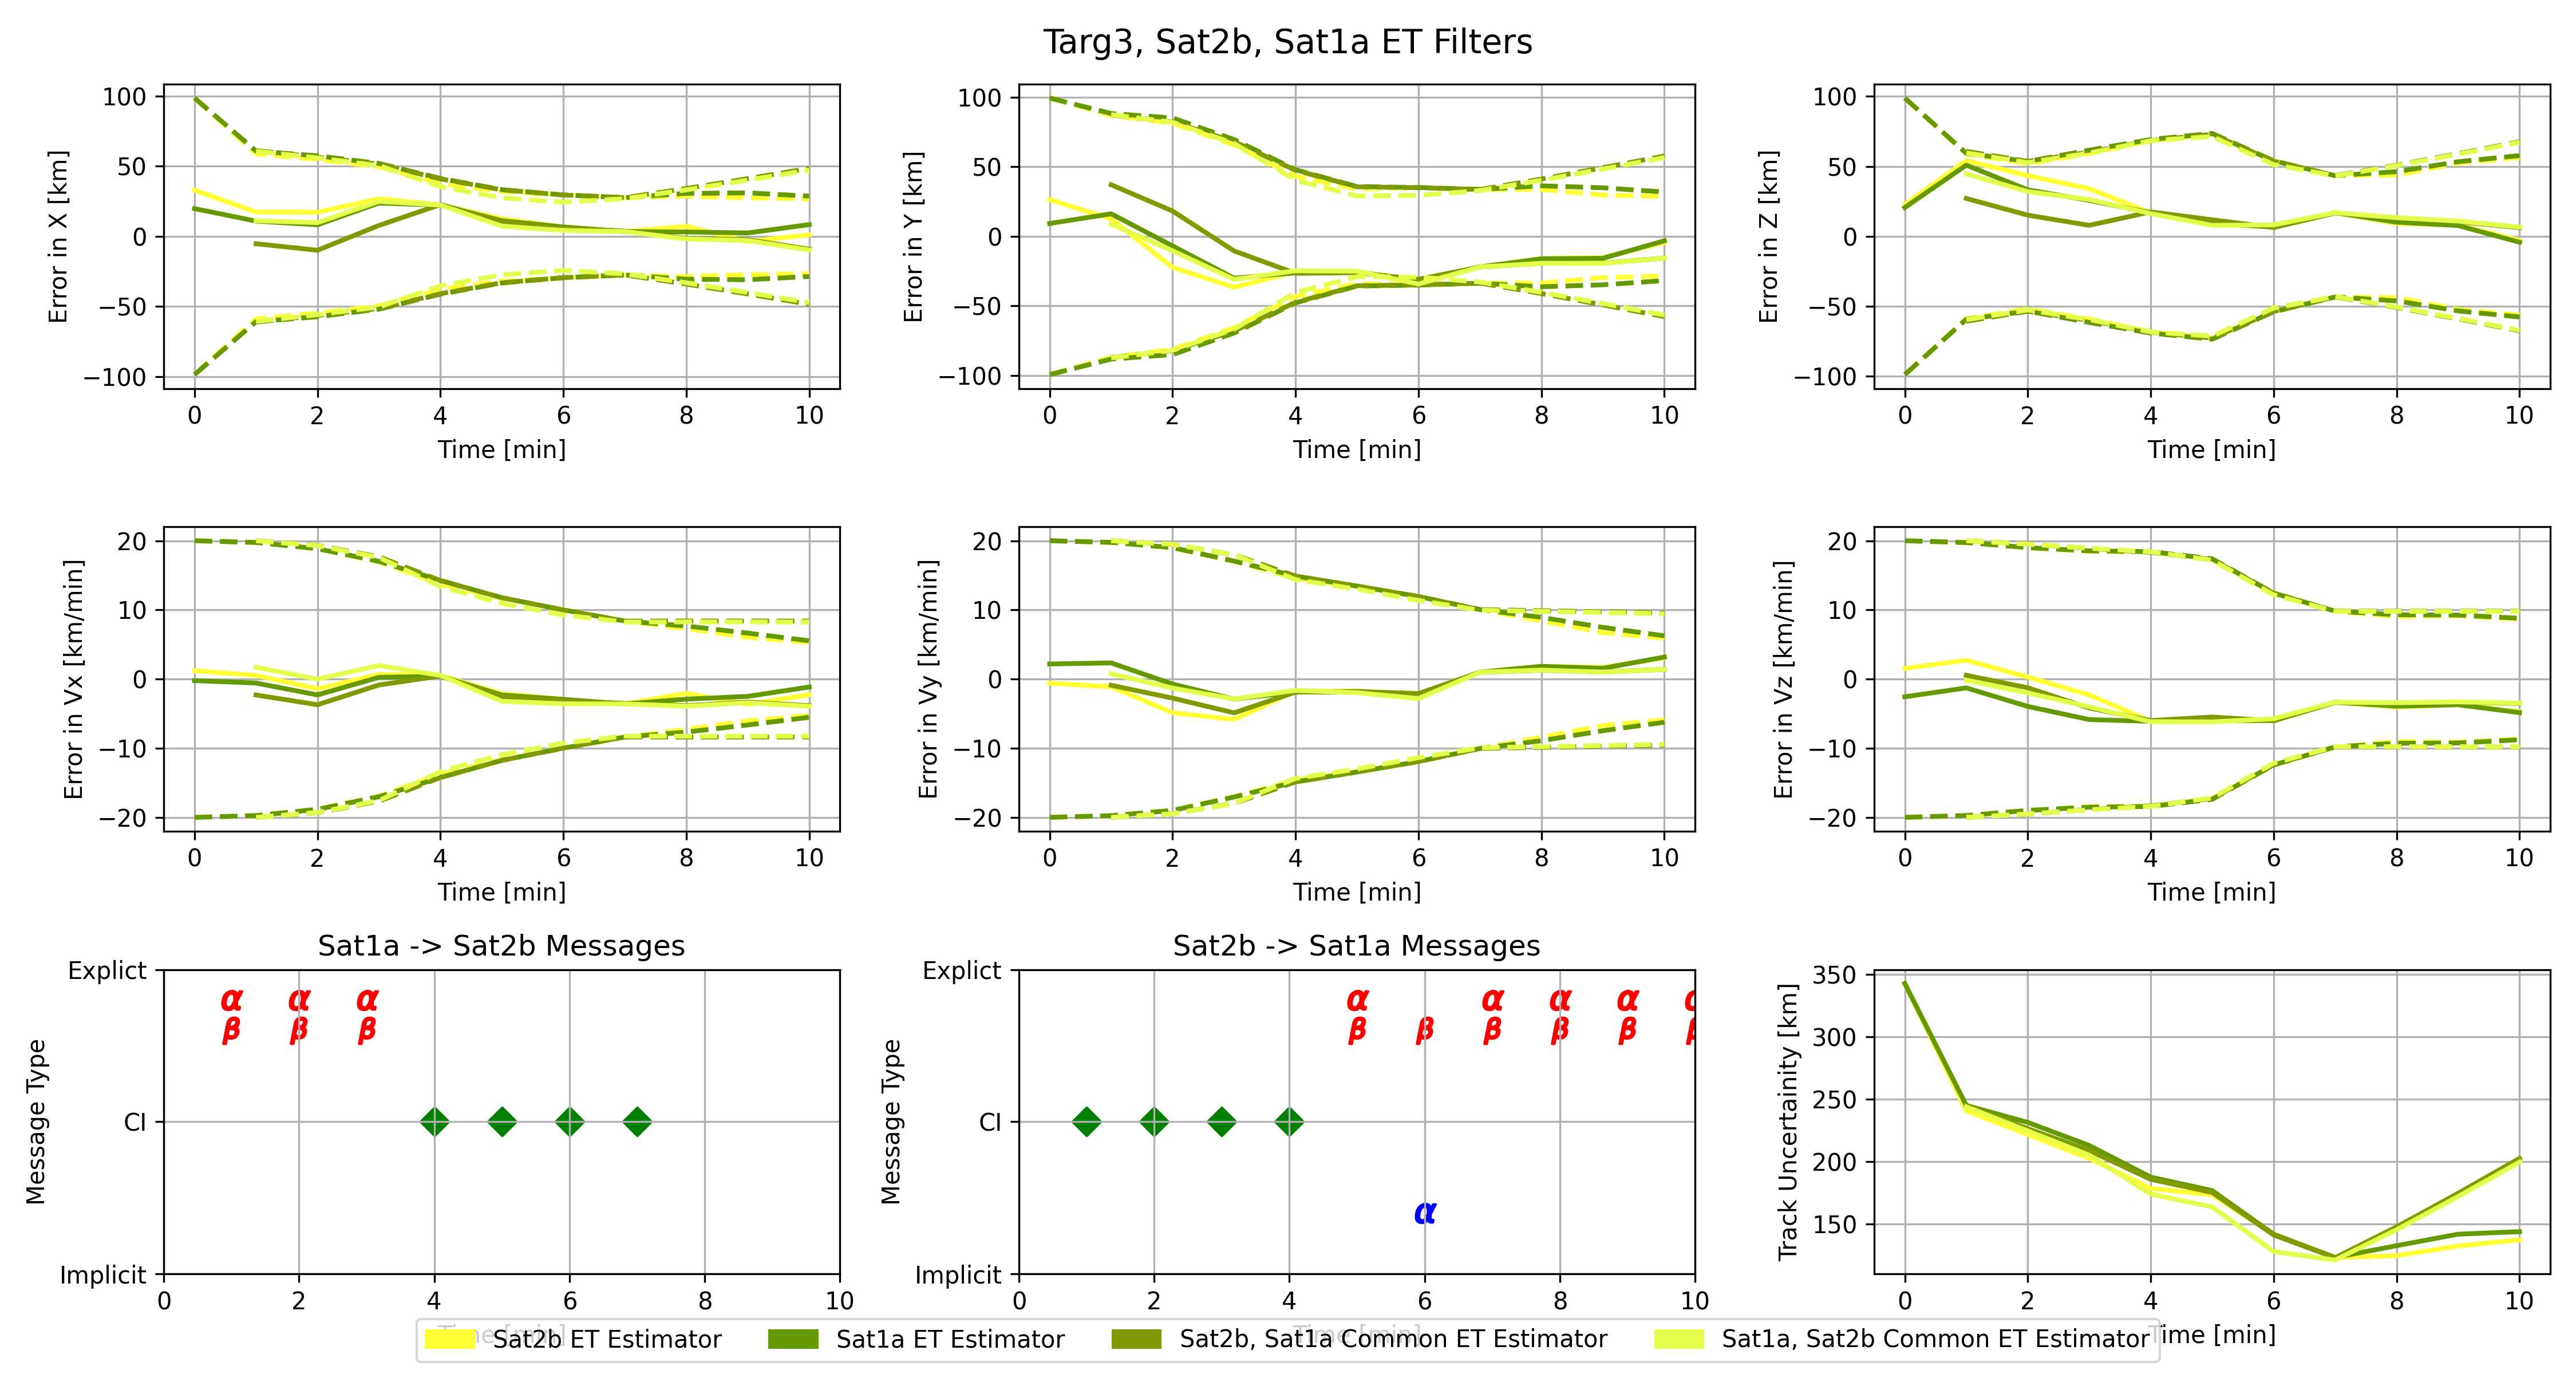 Targ3, Sat2b, Sat1a ET Filters
Error in X [km]
100
50
0
−50
−100
0 2 4 6 8 10
Time [min]
Error in Y [km]
100
50
0
−50
−100
0 2 4 6 8 10
Time [min]
Error in Z [km]
100
50
0
−50
−100
0 2 4 6 8 10
Time [min]
Error in Vx [km/min]
20
10
0
−10
−20
0 2 4 6 8 10
Time [min]
Error in Vy [km/min]
20
10
0
−10
−20
0 2 4 6 8 10
Time [min]
Error in Vz [km/min]
20
10
0
−10
−20
0 2 4 6 8 10
Time [min]
Sat1a -> Sat2b Messages
Message Type
Explict
α α α
β β β
CI
Implicit
0 2 4 6 8 10
Time [min]
Sat2b -> Sat1a Messages
Message Type
Explict
α α α α α
β β β β β β
CI
α
Implicit
0 2 4 6 8 10
Time [min]
Track Uncertainity [km]
350
300
250
200
150
0 2 4 6 8 10
Time [min]
Sat2b ET Estimator
Sat1a ET Estimator
Sat2b, Sat1a Common ET Estimator
Sat1a, Sat2b Common ET Estimator